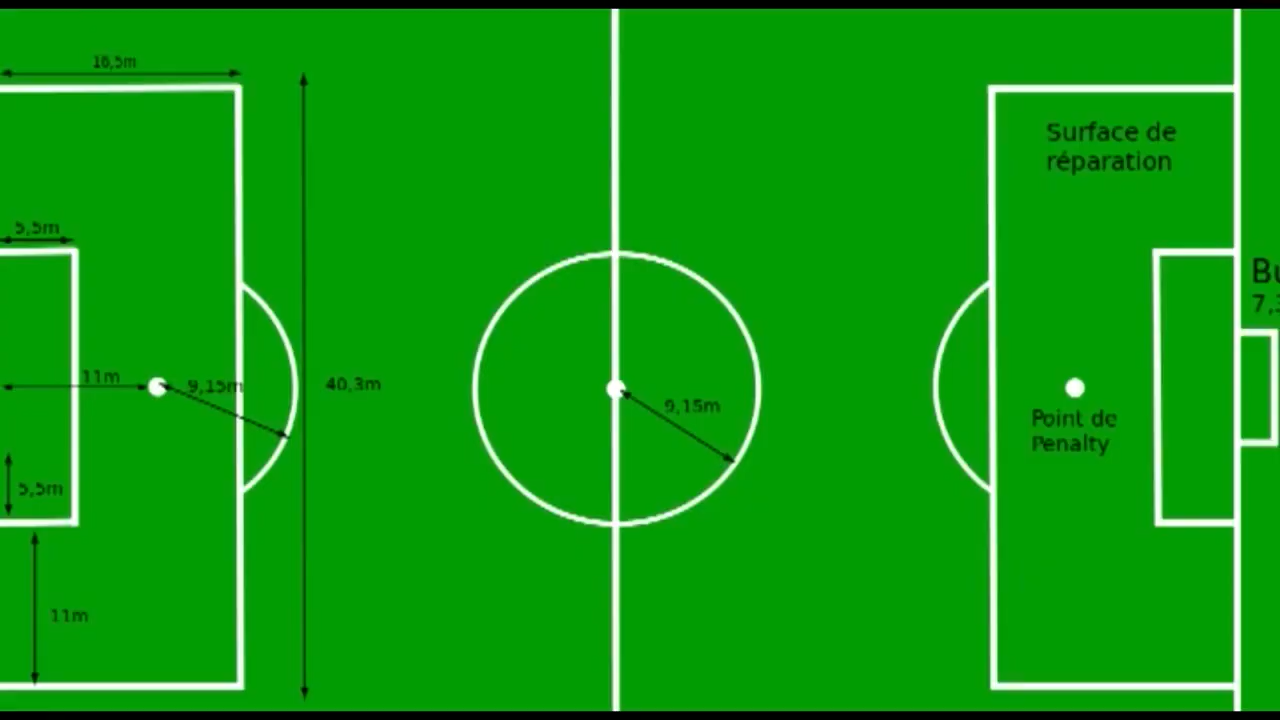 16,5m
Surface de
réparation
5,5m
11m
9,15m
40,3m
9,15m
Point de
Penalty
5,5m
11m